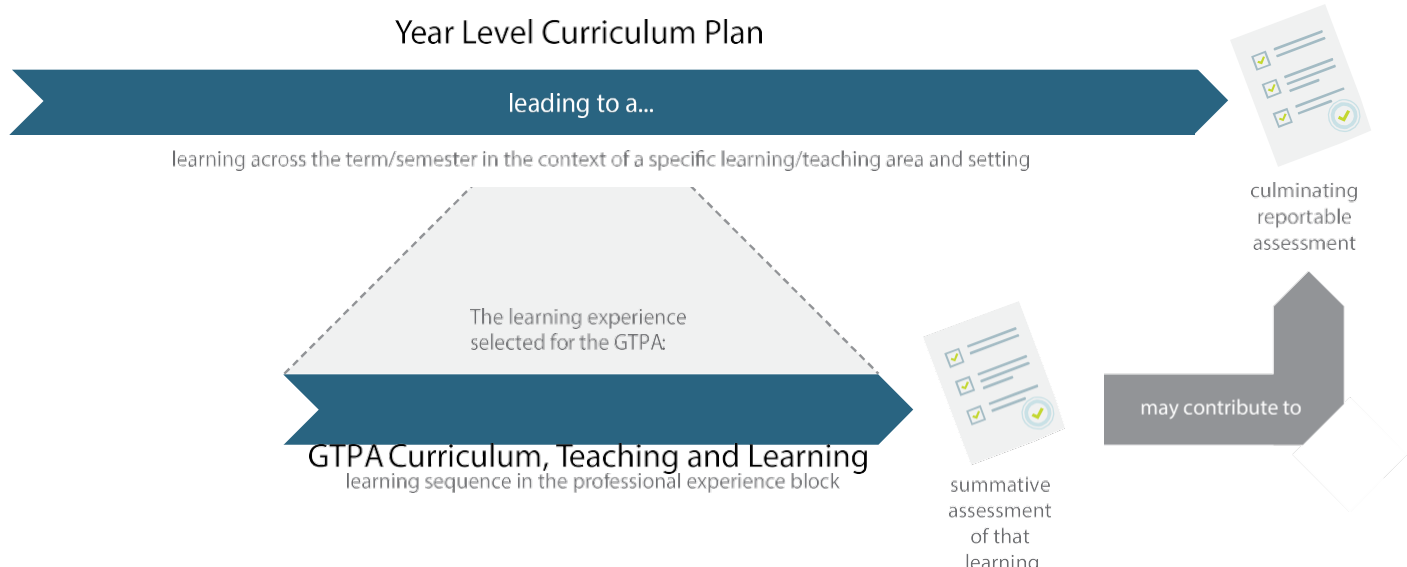 Year Level Curriculum Plan
leading to a...
learning across the term/semester in the context of a specific learning/teaching area and setting
culminating
reportable
assessment
The learning experience
selected for the GTPA:
may contribute to
GTPA Curriculum, Teaching and Learning
learning sequence in the professional experience block
summative
assessment
of that
learning